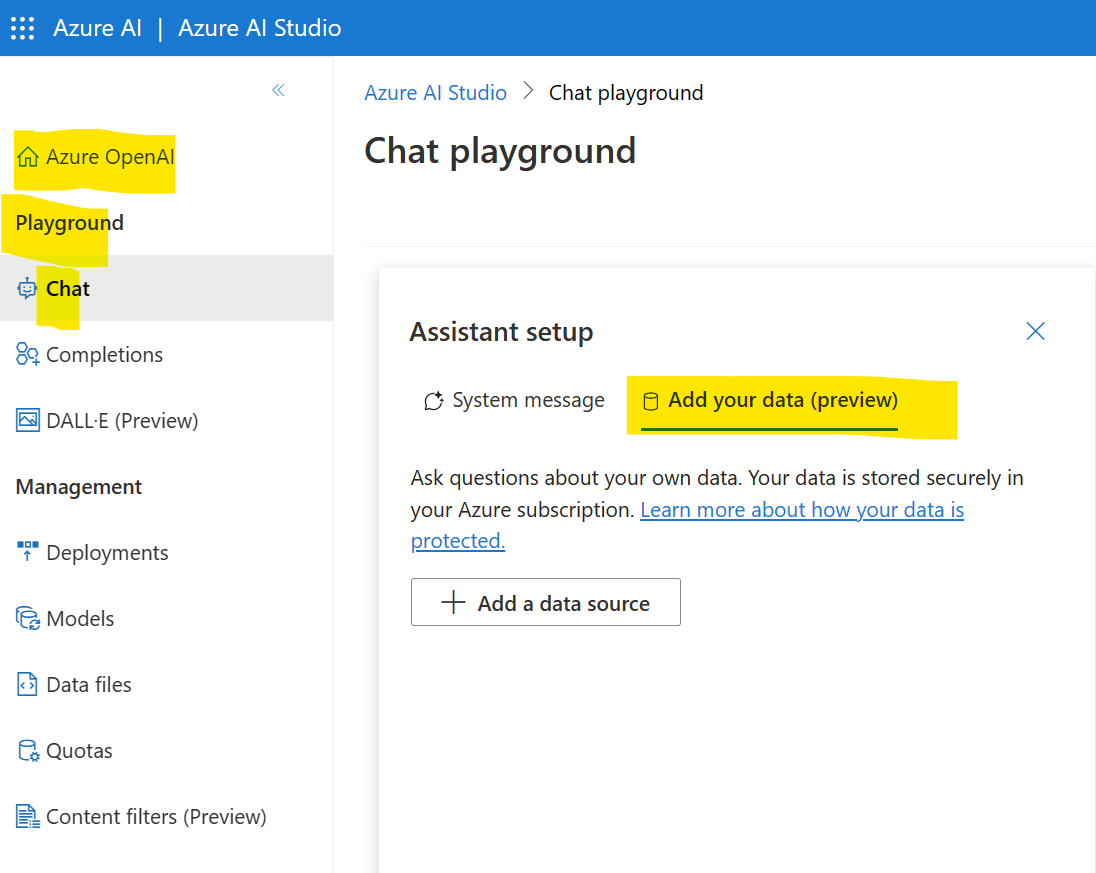 Azure AI | Azure AI Studio
Azure OpenAI
Playground
Chat
Completions
DALL·E (Preview)
Management
Deployments
Models
Data files
Quotas
Content filters (Preview)
Azure AI Studio > Chat playground
Chat playground
Assistant setup
System message
Add your data (preview)
Ask questions about your own data. Your data is stored securely in
your Azure subscription. Learn more about how your data is
protected.
Add a data source